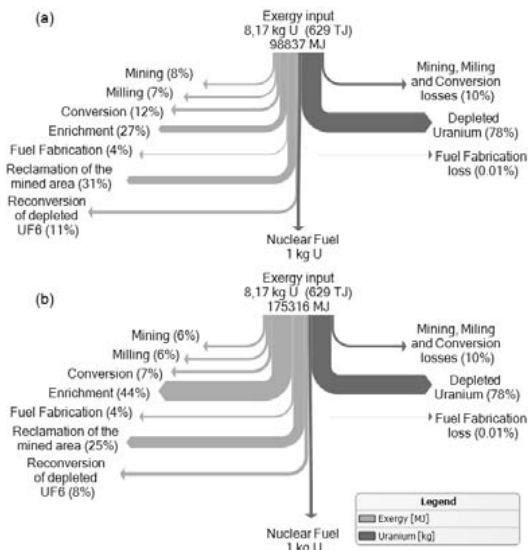 (a)
Exergy input
8,17 kg U (629 TJ)
98837 MJ
Mining (8%)
Milling (7%)
Conversion (12%)
Enrichment (27%)
Fuel Fabrication (4%)
Reclamation of the
mined area (31%)
Reconversion
of depleted
UF6 (11%)
Mining, Miling
and Conversion
losses (10%)
Depleted
Uranium (78%)
Fuel Fabrication
loss (0.01%)
Nuclear Fuel
1 kg U
(b)
Exergy input
8,17 kg U (629 TJ)
175316 MJ
Mining (6%)
Milling (6%)
Conversion (7%)
Enrichment (44%)
Fuel Fabrication (4%)
Reclamation of the
mined area (25%)
Reconversion
of depleted
UF6 (8%)
Mining, Miling
and Conversion
losses (10%)
Depleted
Uranium (78%)
Fuel Fabrication
loss (0.01%)
Nuclear Fuel
1 kg U
Legend
Exergy [MJ]
Uranium [kg]